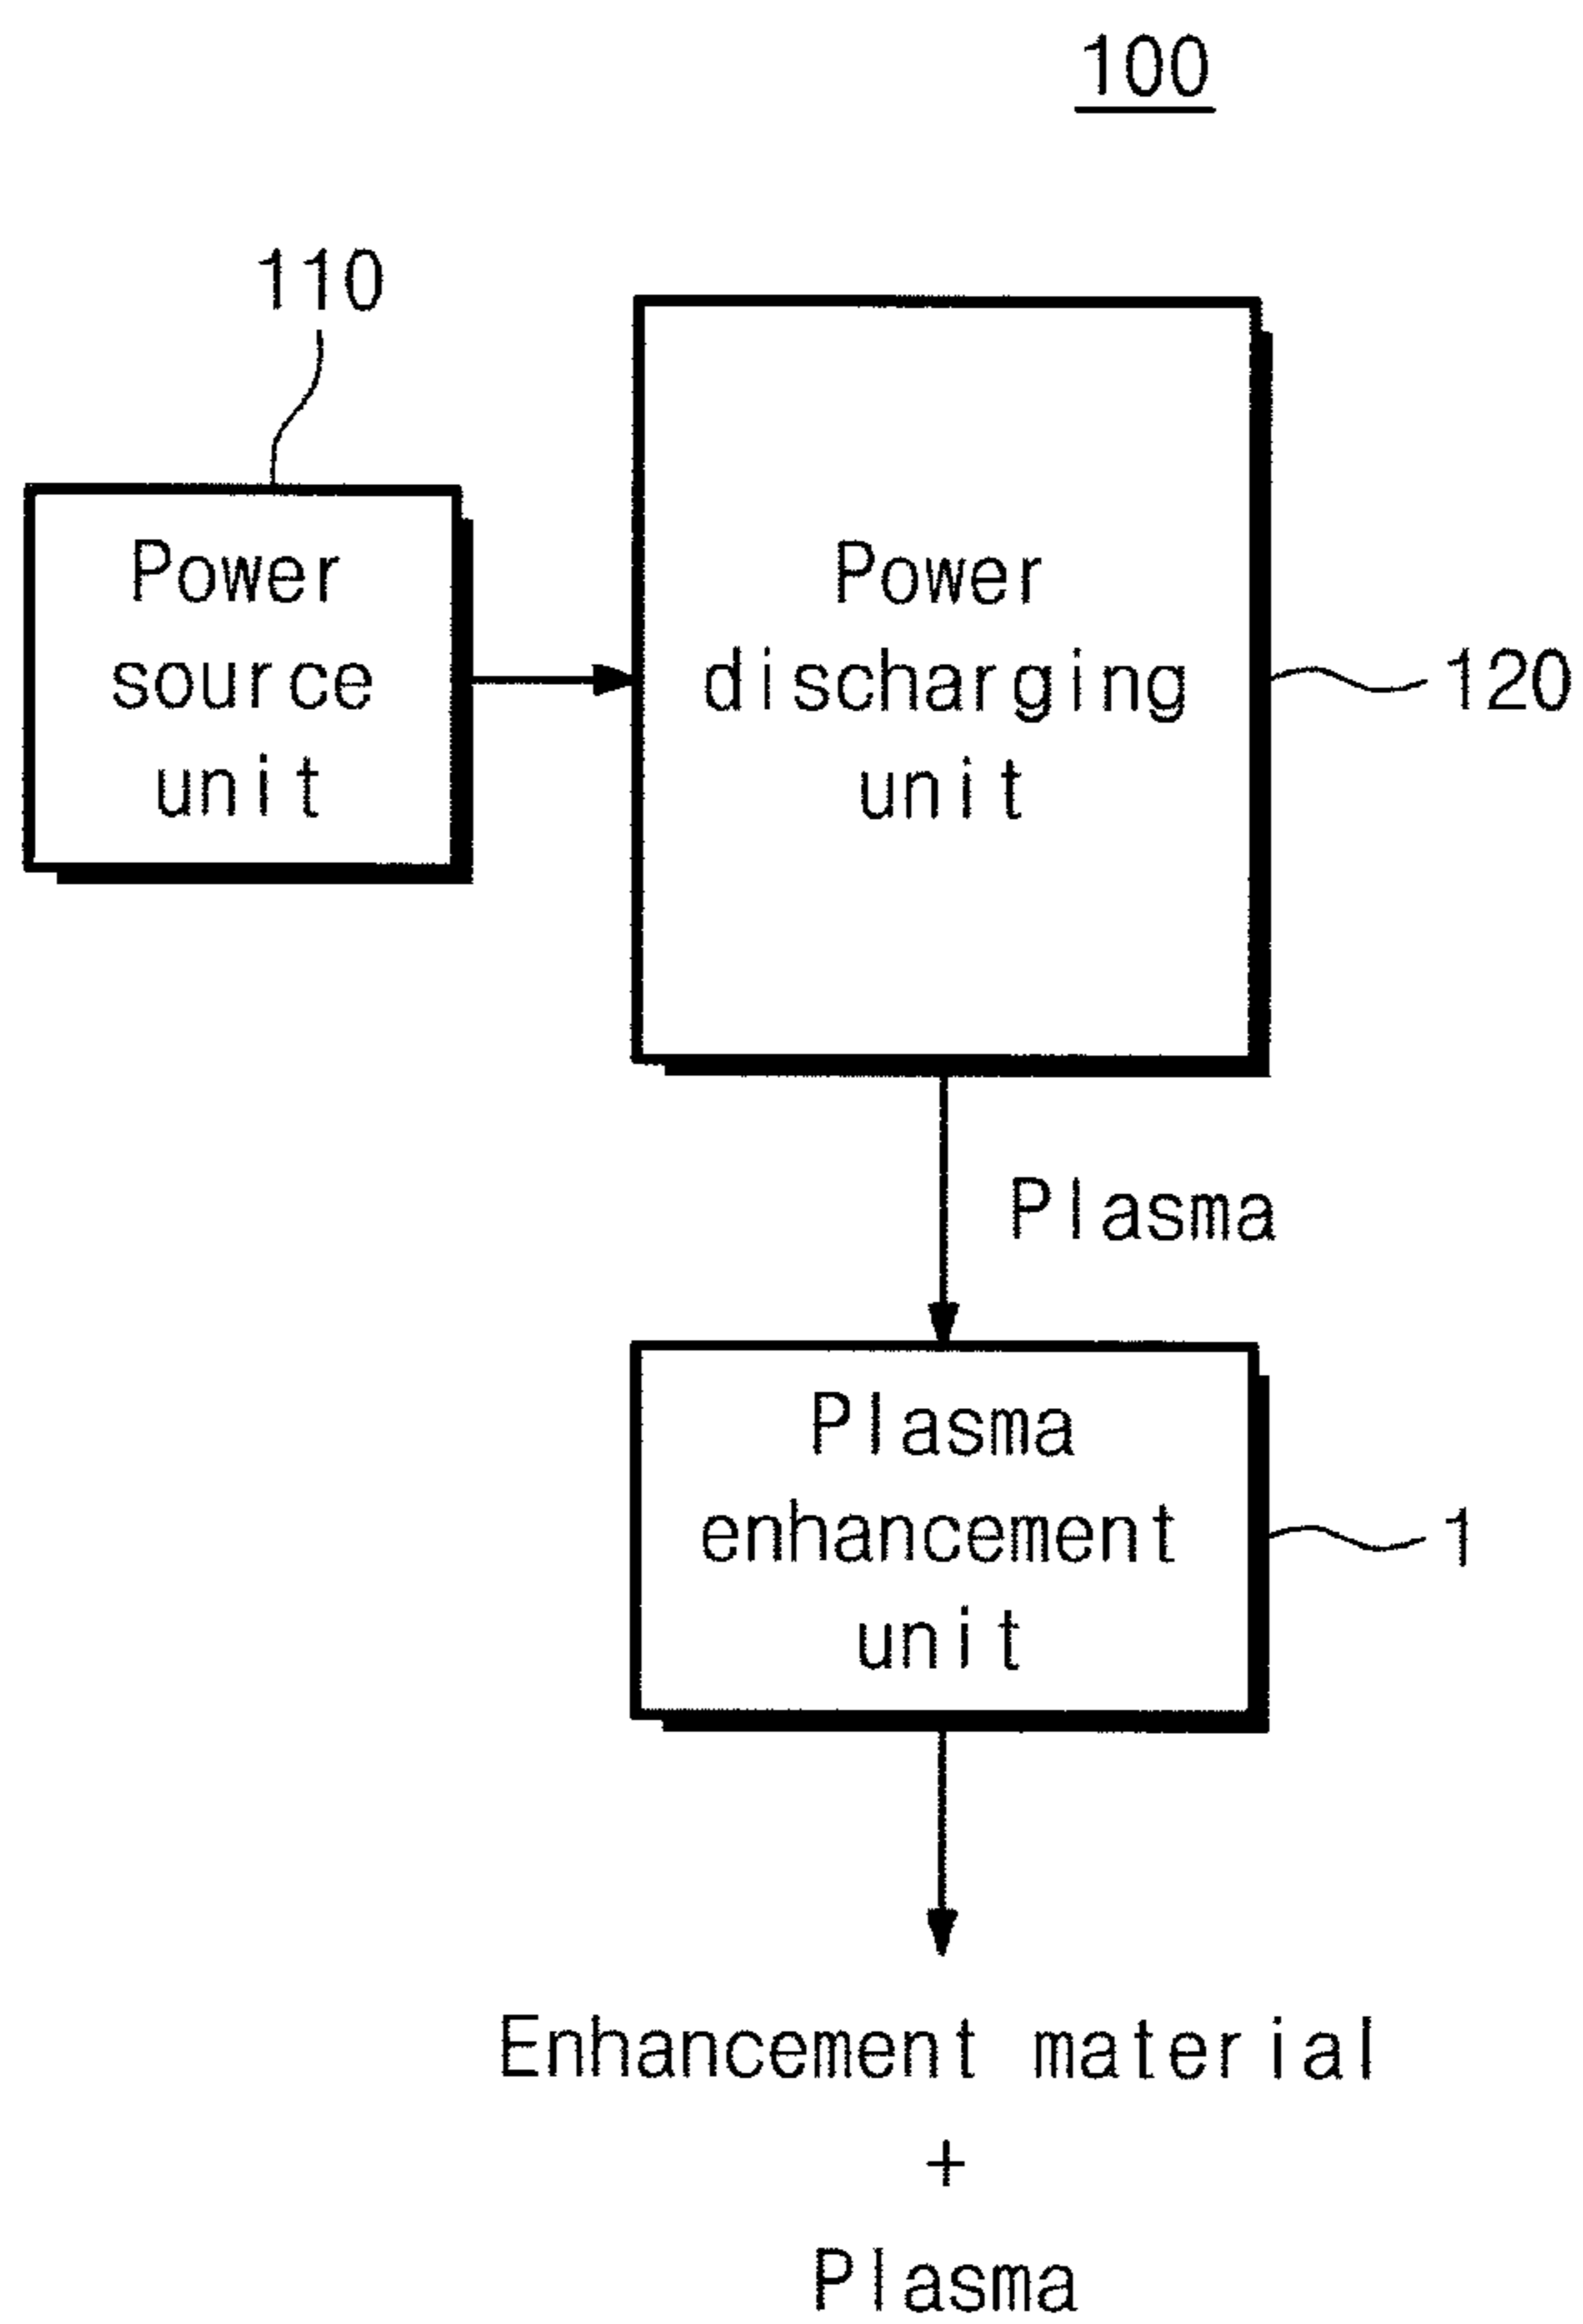 100
110
Power
source
unit
Power
discharging
unit
120
Plasma
Plasma
enhancement
unit
1
Enhancement material
+
Plasma